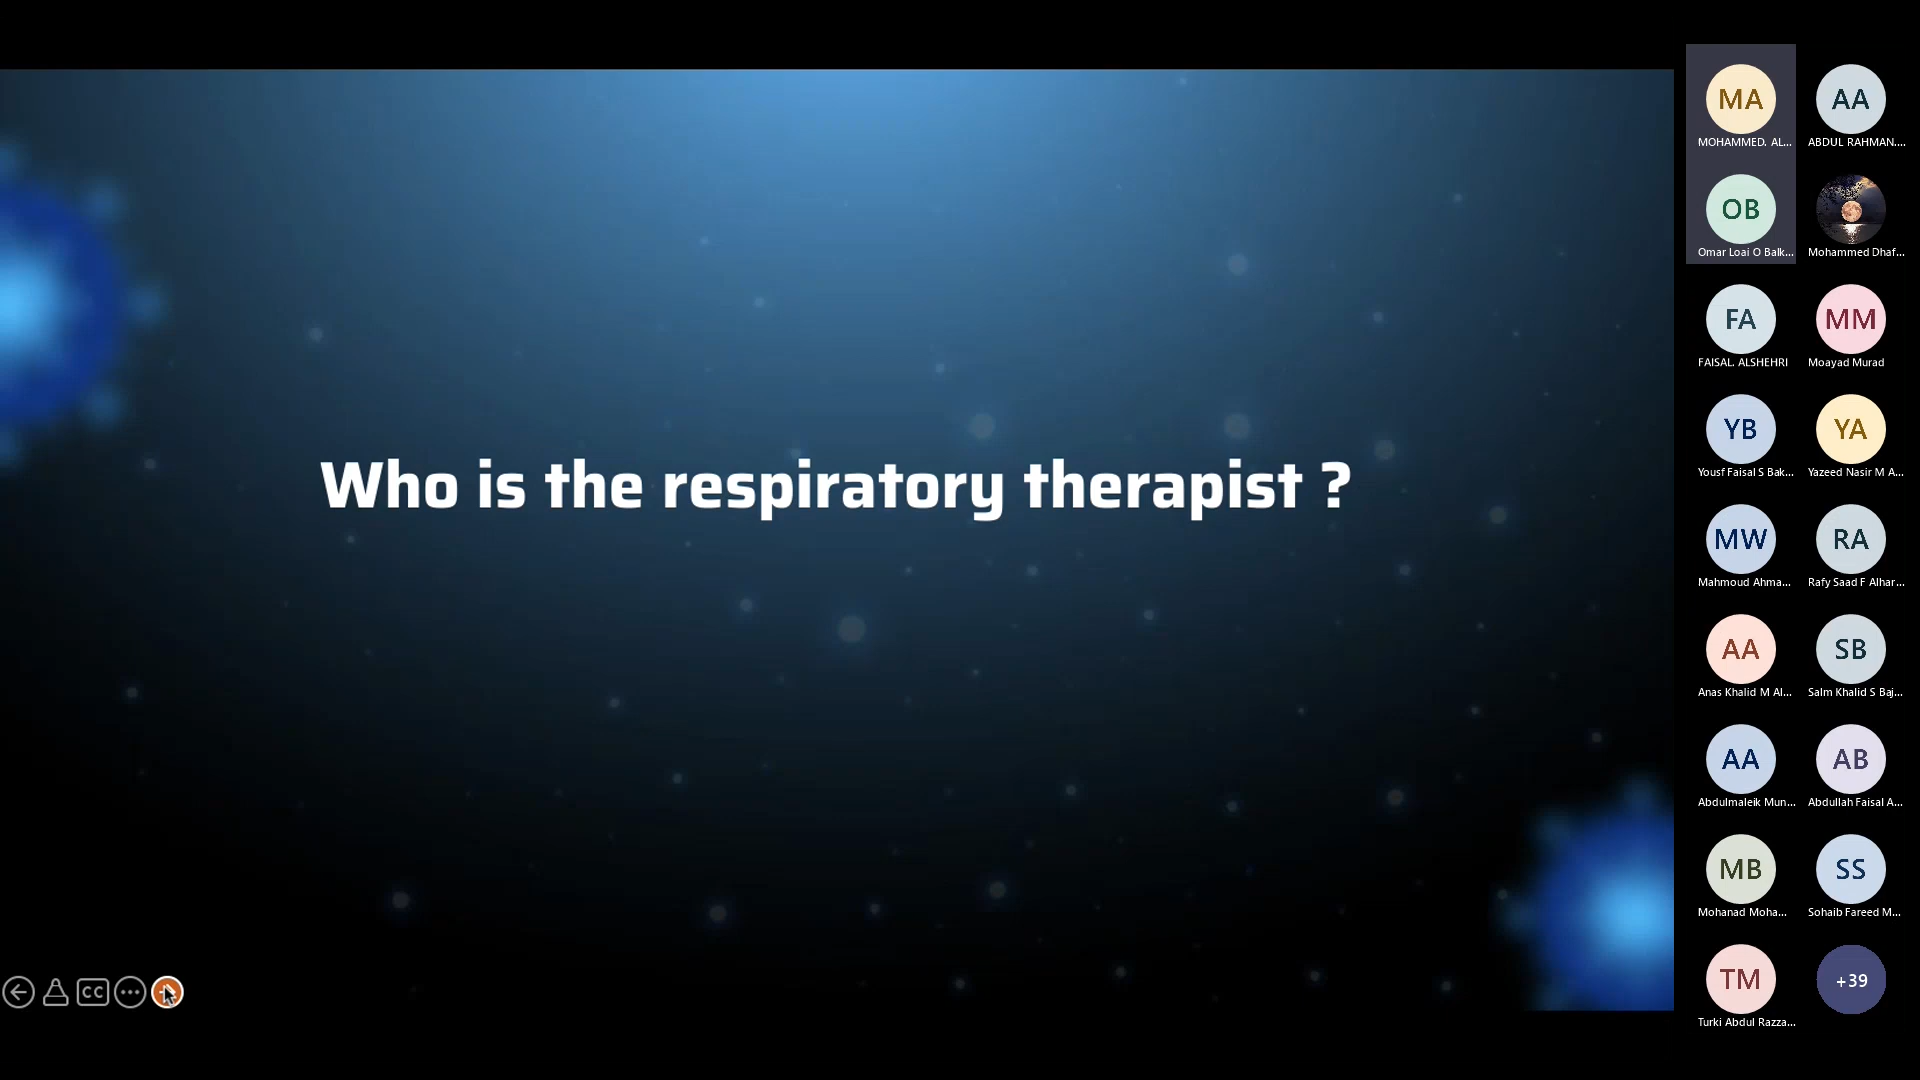 Who is the respiratory therapist ?
CC
MA
MOHAMMED. AL...
AA
ABDUL RAHMAN....
OB
Omar Loai O Balk...
Mohammed Dhaf...
FA
FAISAL. ALSHEHRI
MM
Moayad Murad
YB
Yousf Faisal S Bak...
YA
Yazeed Nasir M A...
MW
Mahmoud Ahma...
RA
Rafy Saad F Alhar...
AA
Anas Khalid M Al...
SB
Salm Khalid S Baj...
AA
Abdulmaleik Mun...
AB
Abdullah Faisal A...
MB
Mohanad Moha...
SS
Sohaib Fareed M...
TM
Turki Abdul Razza...
+39